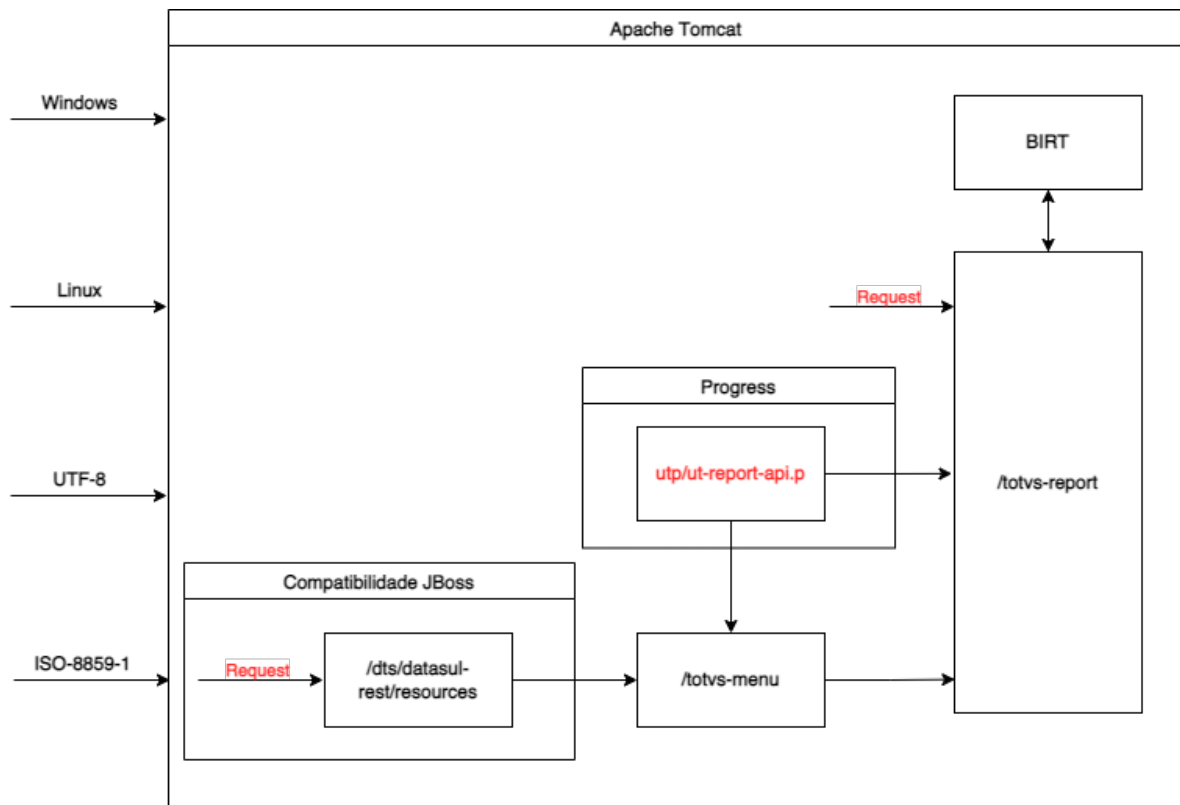 Apache Tomcat
Windows
BIRT
Linux
Request
Progress
utp/ut-report-api.p
UTF-8
/totvs-report
Compatibilidade JBoss
ISO-8859-1
Request
/dts/datasul-
rest/resources
/totvs-menu